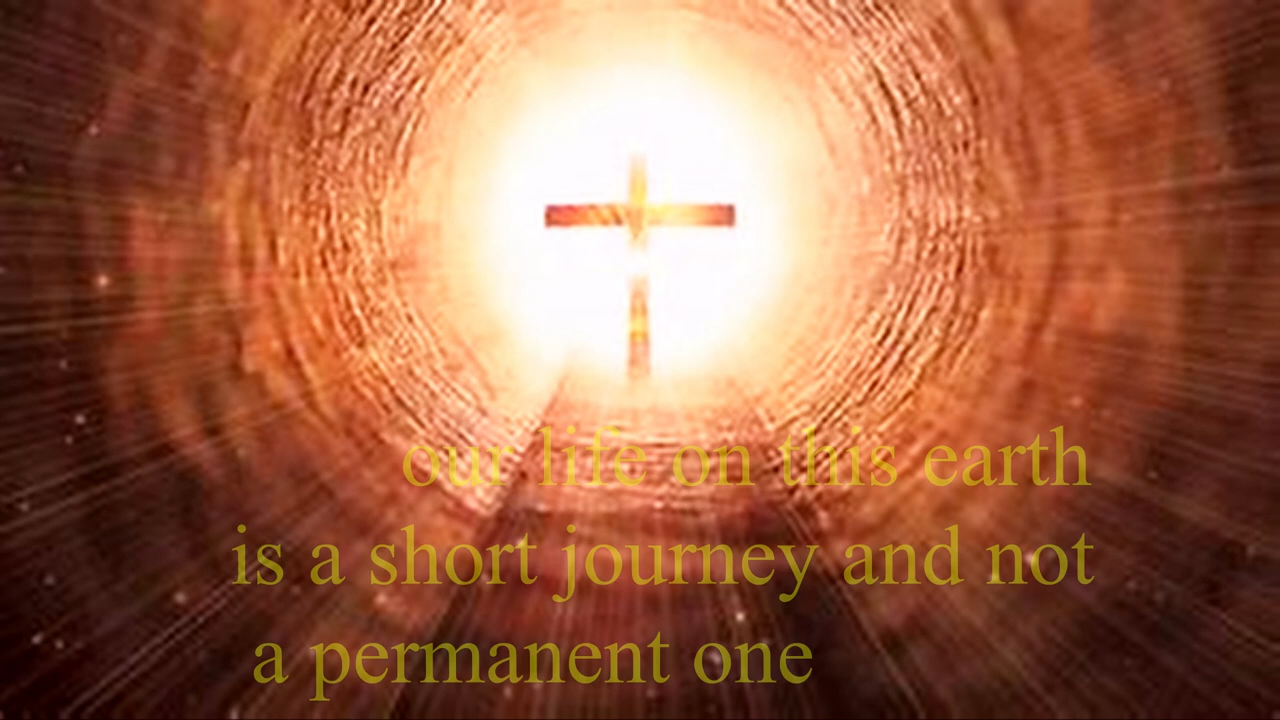 our life on this earth
is a short journey and not
a permanent one